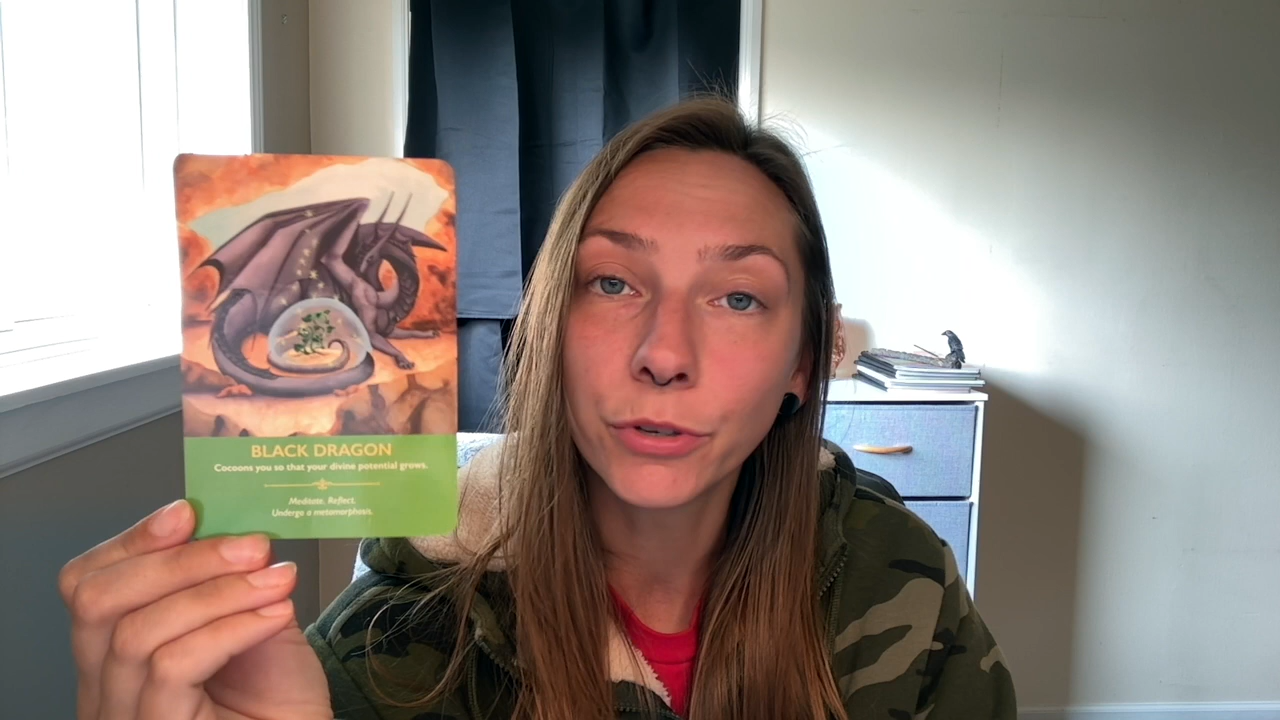 BLACK DRAGON
Cocoons you so that your divine potential grows.
Meditate. Reflect.
Undergo a metamorphosis.